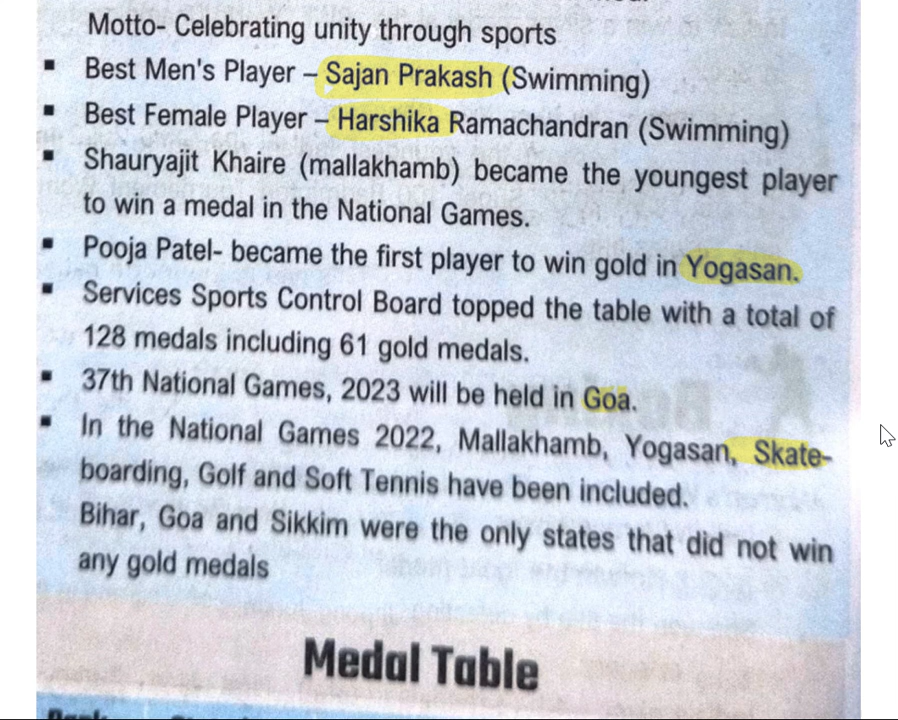 Motto- Celebrating unity through sports
▪ Best Men's Player – Sajan Prakash (Swimming)
▪ Best Female Player – Harshika Ramachandran (Swimming)
▪ Shauryajit Khaire (mallakhamb) became the youngest player
to win a medal in the National Games.
▪ Pooja Patel- became the first player to win gold in Yogasan.
▪ Services Sports Control Board topped the table with a total of
128 medals including 61 gold medals.
▪ 37th National Games, 2023 will be held in Goa.
▪ In the National Games 2022, Mallakhamb, Yogasan, Skate-
boarding, Golf and Soft Tennis have been included.
Bihar, Goa and Sikkim were the only states that did not win
any gold medals
Medal Table